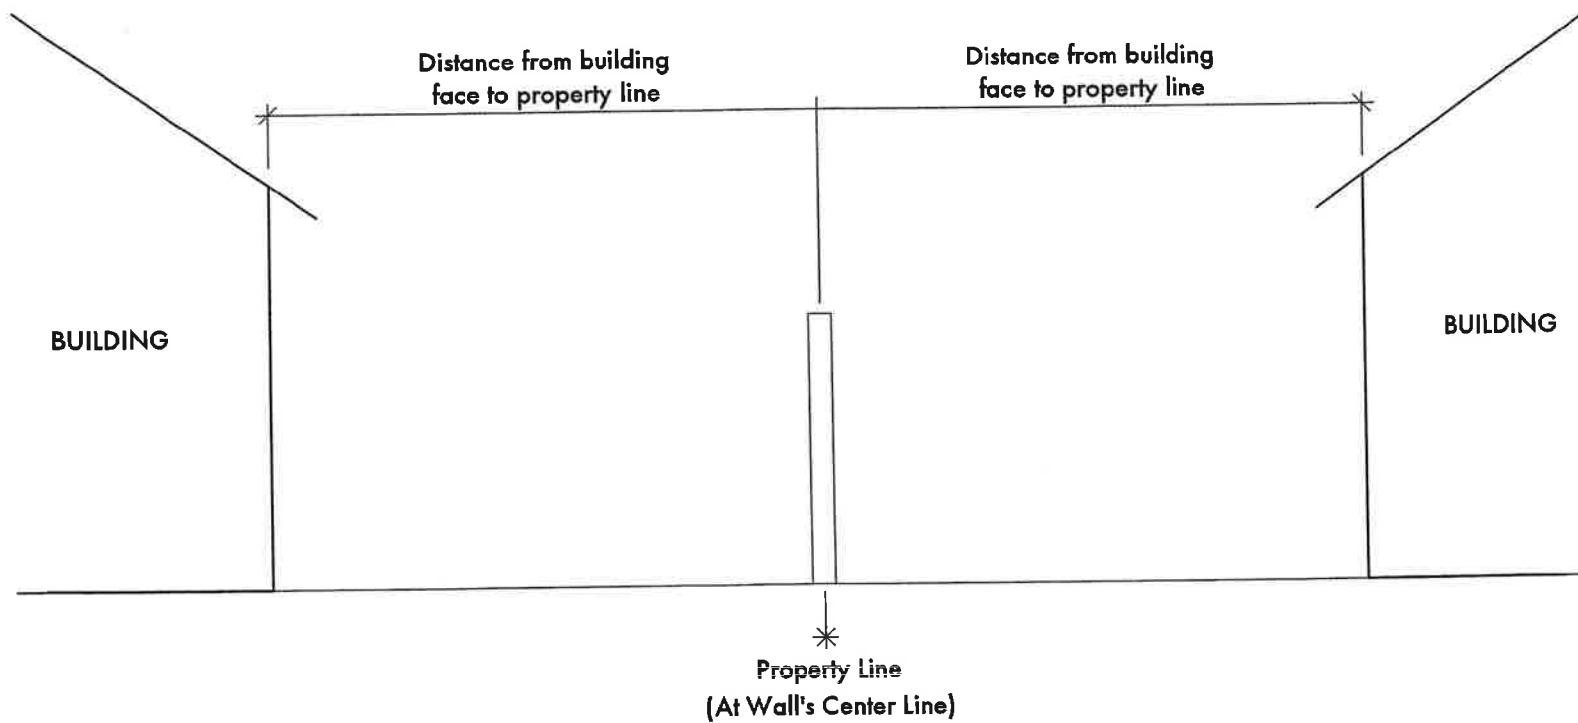 Distance from building
face to property line
Distance from building
face to property line
BUILDING
BUILDING
Property Line
(At Wall's Center Line)